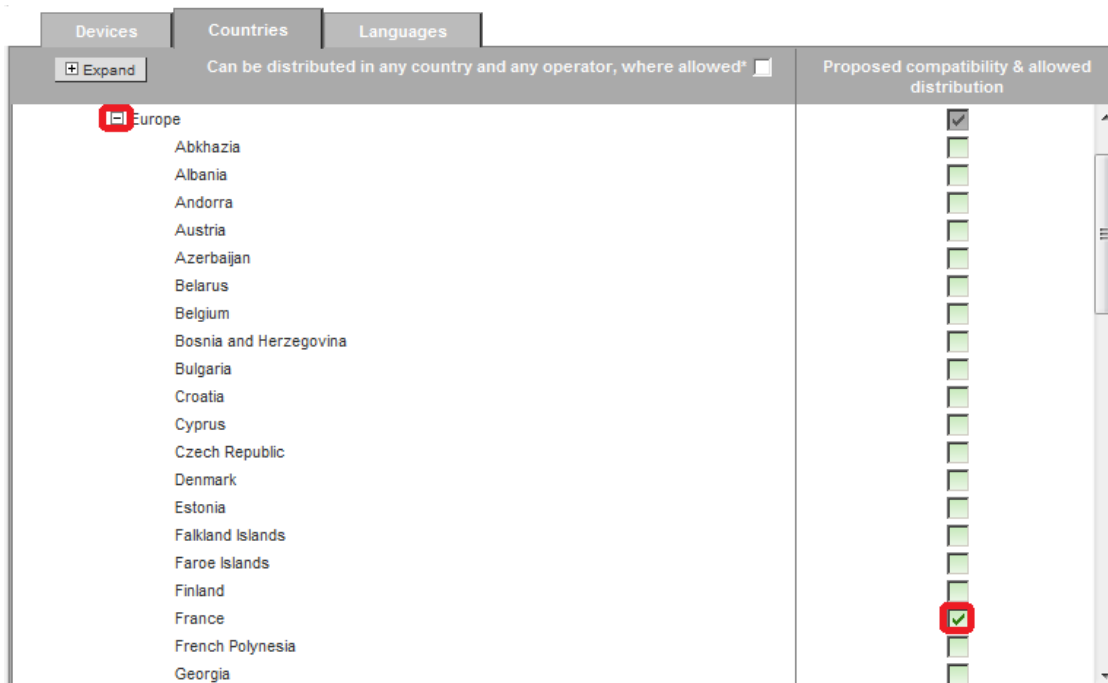 Devices
Countries
Languages
Expand
Can be distributed in any country and any operator, where allowed*
Proposed compatibility & allowed
distribution
Europe
Abkhazia
Albania
Andorra
Austria
Azerbaijan
Belarus
Belgium
Bosnia and Herzegovina
Bulgaria
Croatia
Cyprus
Czech Republic
Denmark
Estonia
Falkland Islands
Faroe Islands
Finland
France
French Polynesia
Georgia